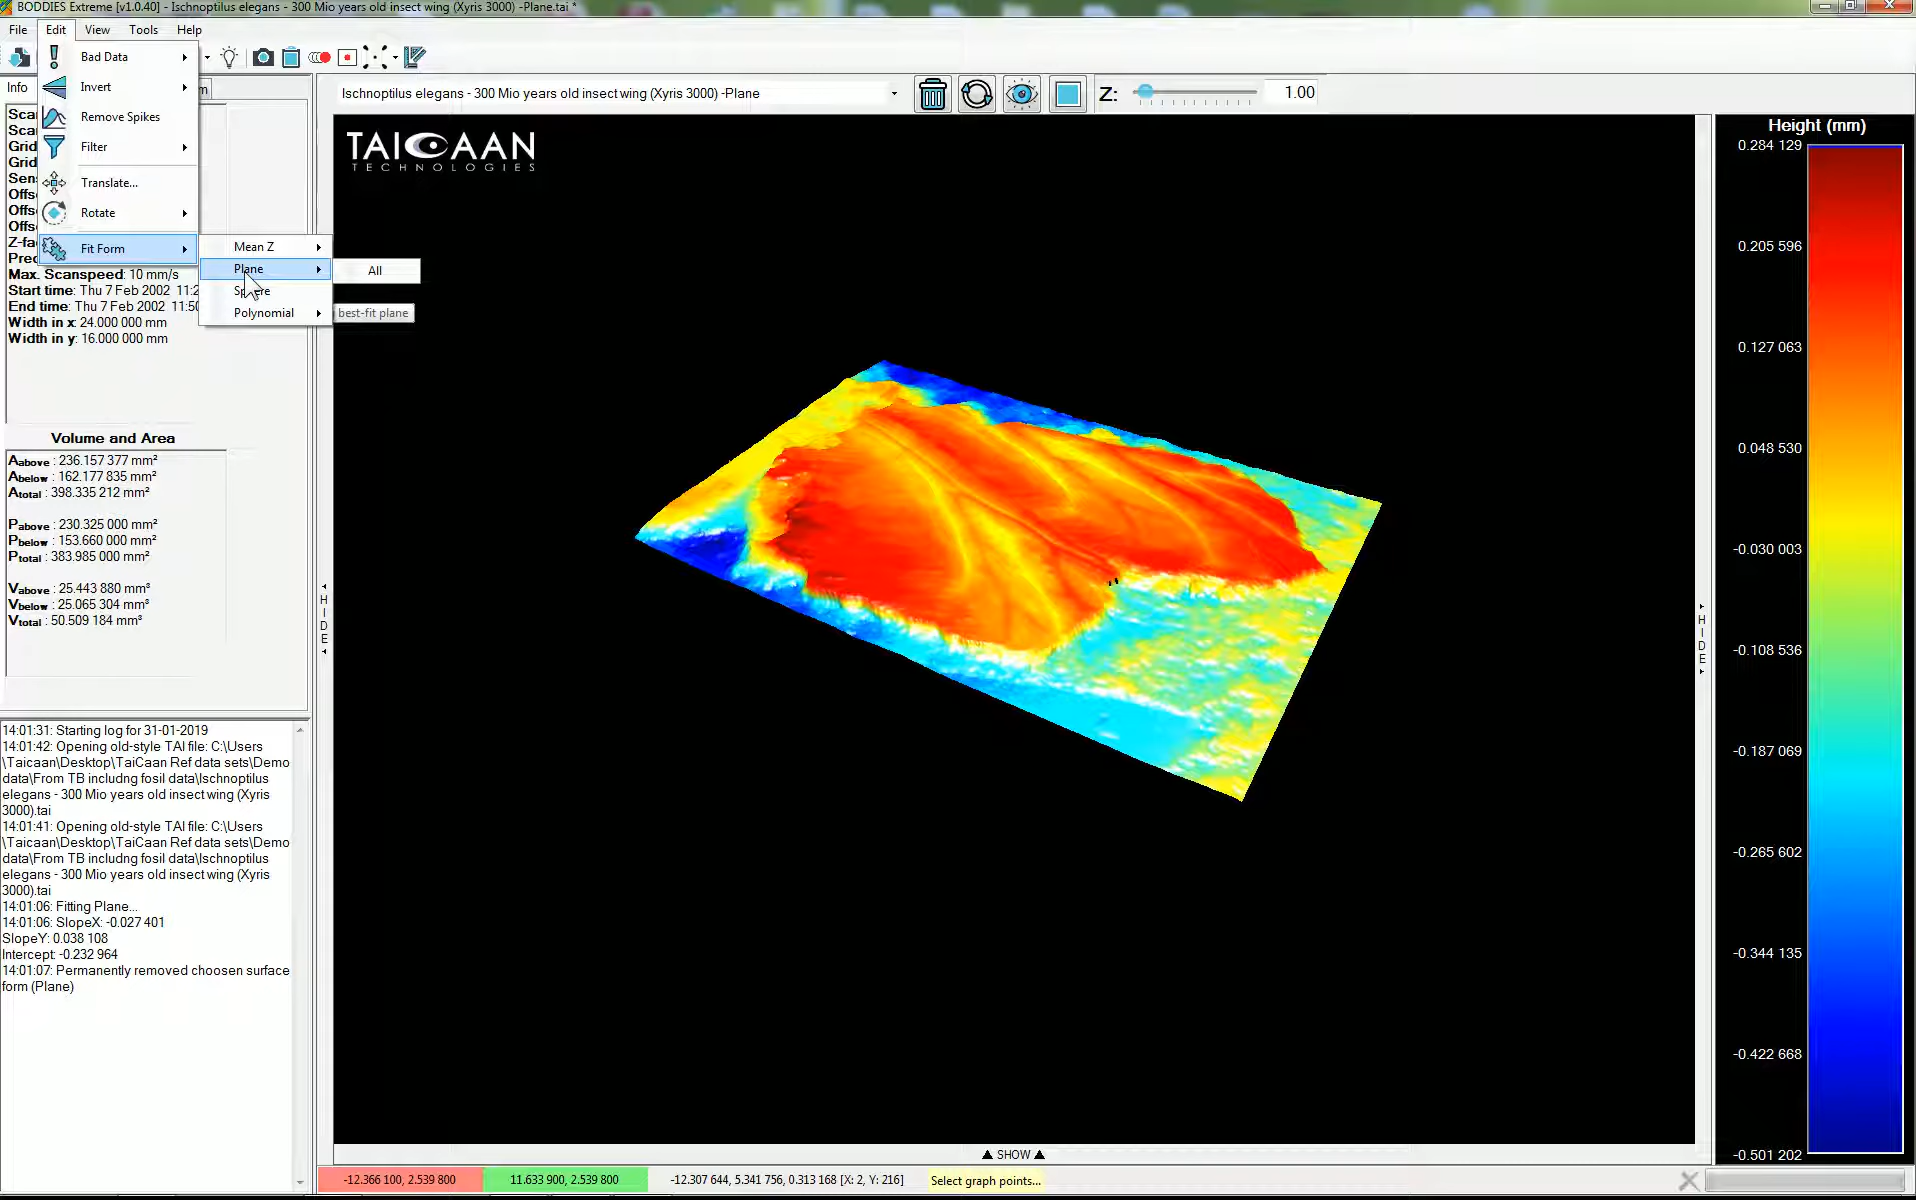 BODDIES Extreme [v1.0.40] - Ischnoptilus elegans - 300 Mio years old insect wing (Xyris 3000) -Plane.tai *
File Edit View Tools Help
Info
Bad Data
Invert
Remove Spikes
Filter
Translate...
Rotate
Fit Form
Mean Z
Plane
Polynomial
All
best-fit plane
Grid
Grid
Max. Scanspeed: 10 mm/s
Start time: Thu 7 Feb 2002 11:2
End time: Thu 7 Feb 2002 11:50
Width in x: 24.000 000 mm
Width in y: 16.000 000 mm
Volume and Area
Aabove : 236.157 377 mm²
Abelow : 162.177 835 mm²
Atotal : 398.335 212 mm²
Pabove : 230.325 000 mm²
Pbelow : 153.660 000 mm²
Ptotal : 383.985 000 mm²
Vabove : 25.443 880 mm³
Vbelow : 25.065 304 mm³
Vtotal : 50.509 184 mm³
14:01:31: Starting log for 31-01-2019
14:01:42: Opening old-style TAI file: C:\Users
\Taicaan\Desktop\TaiCaan Ref data sets\Demo
data\From TB includng fosil data\Ischnoptilus
elegans - 300 Mio years old insect wing (Xyris
3000).tai
14:01:41: Opening old-style TAI file: C:\Users
\Taicaan\Desktop\TaiCaan Ref data sets\Demo
data\From TB includng fosil data\Ischnoptilus
elegans - 300 Mio years old insect wing (Xyris
3000).tai
14:01:06: Fitting Plane...
14:01:06: SlopeX: -0.027 401
SlopeY: 0.038 108
Intercept: -0.232 964
14:01:07: Permanently removed choosen surface
form (Plane)
HIDE
Ischnoptilus elegans - 300 Mio years old insect wing (Xyris 3000) -Plane
Z: 1.00
TAICAAN
TECHNOLOGIES
HIDE
Height (mm)
0.284 129
0.205 596
0.127 063
0.048 530
-0.030 003
-0.108 536
-0.187 069
-0.265 602
-0.344 135
-0.422 668
-0.501 202
SHOW
-12.366 100, 2.539 800
11.633 900, 2.539 800
-12.307 644, 5.341 756, 0.313 168 [X: 2, Y: 216]
Select graph points...